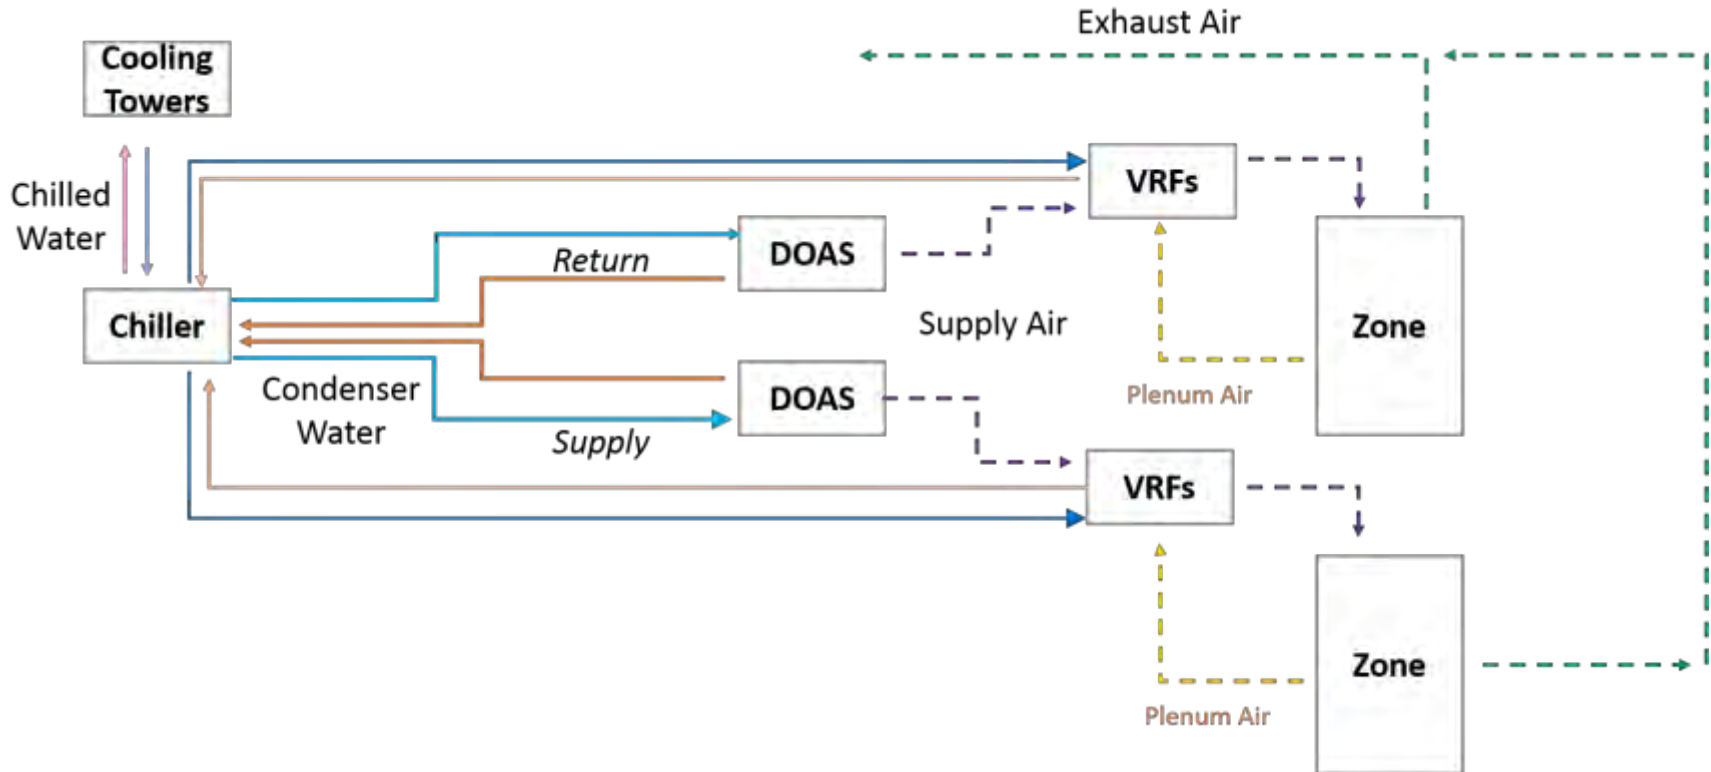 Exhaust Air
Cooling
Towers
Chilled
Water
VRFs
DOAS
Return
Chiller
Supply Air
Zone
Condenser
Water
DOAS
Plenum Air
Supply
VRFs
Zone
Plenum Air